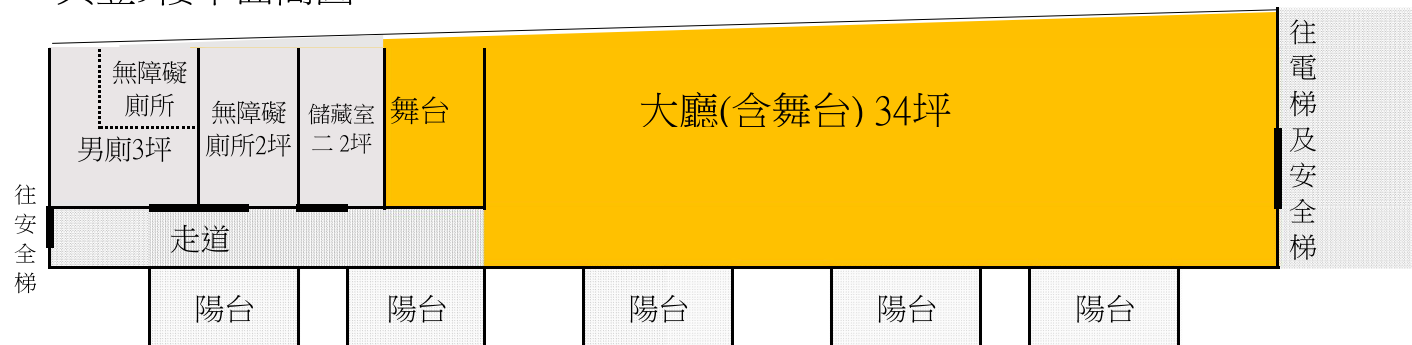 無障礙
廁所
男廁3坪
無障礙
廁所2坪
儲藏室
二 2坪
舞台
大廳(含舞台) 34坪
往電梯及安全梯
往安全梯
走道
陽台
陽台
陽台
陽台
陽台